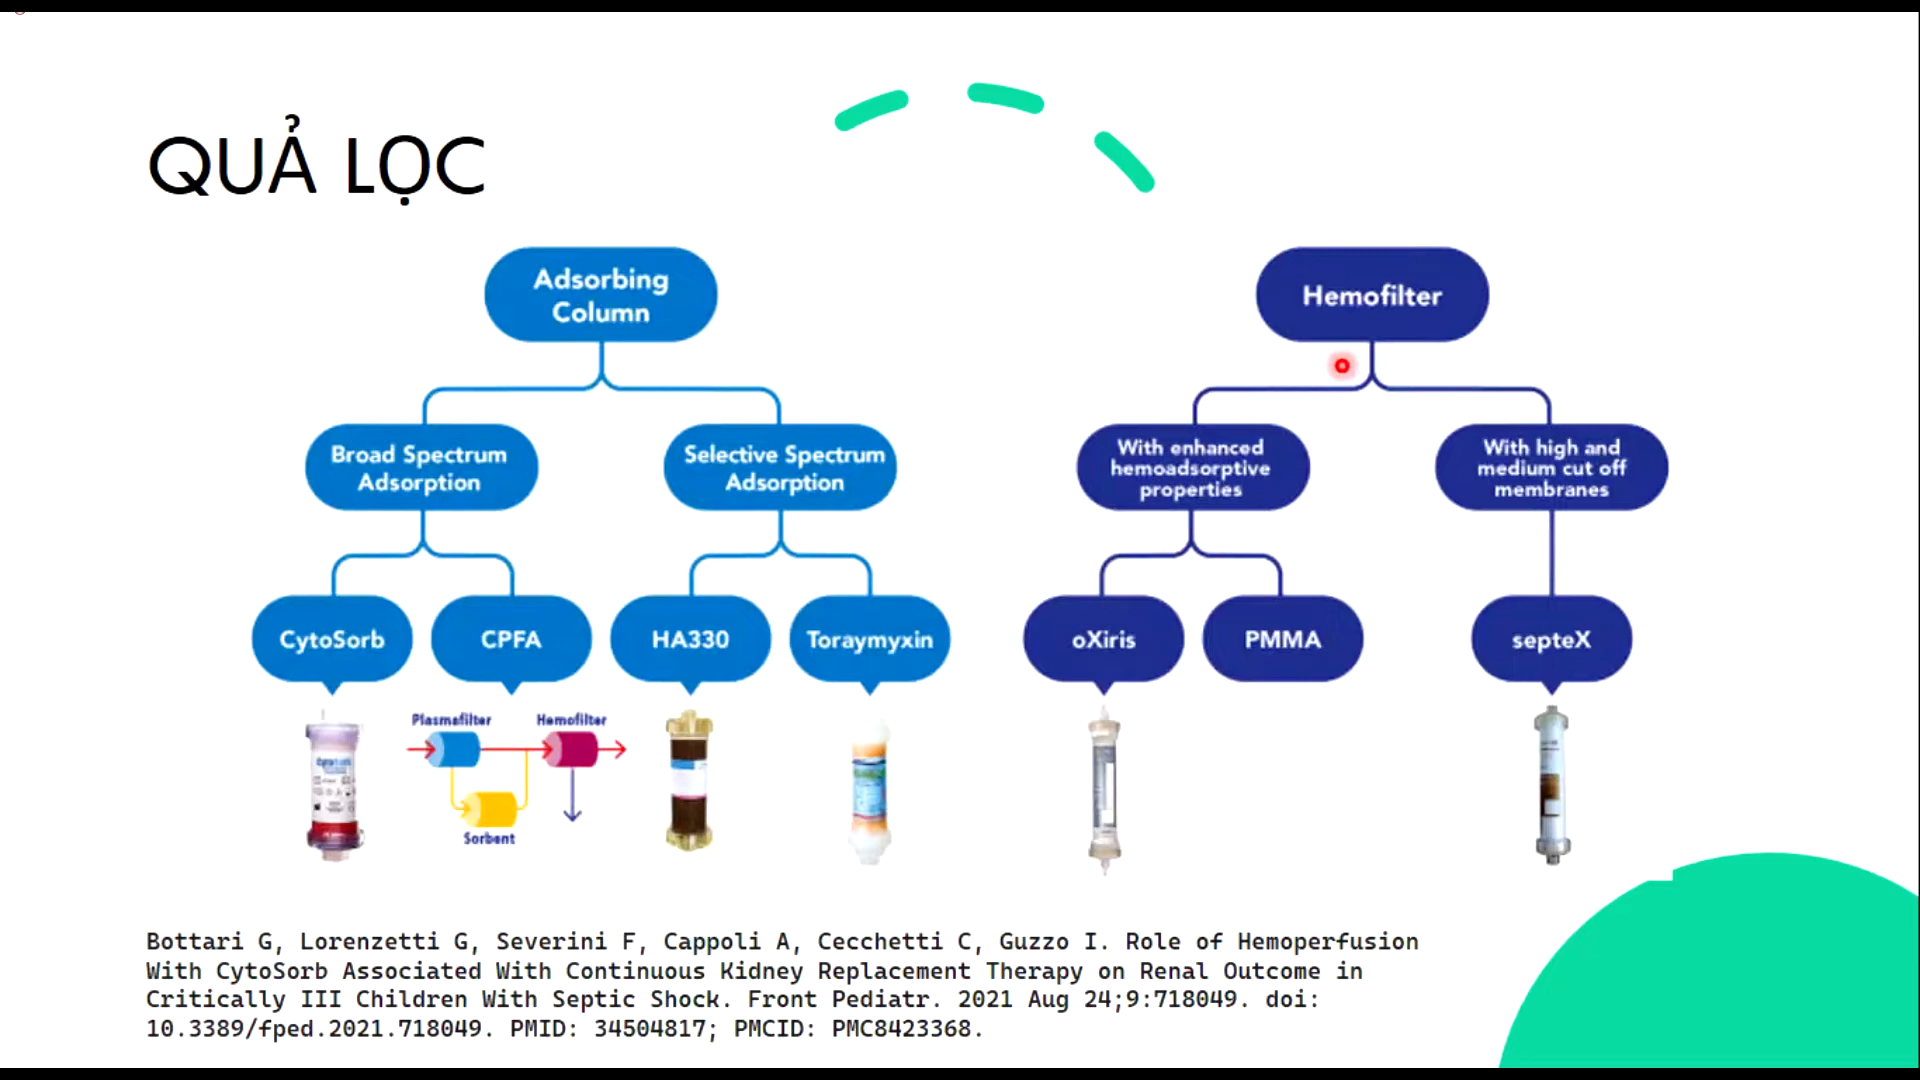 QUẢ LỌC
Adsorbing
Column
Hemofilter
Broad Spectrum
Adsorption
Selective Spectrum
Adsorption
With enhanced
hemoadsorptive
properties
With high and
medium cut off
membranes
CytoSorb
CPFA
HA330
Toraymyxin
oXiris
PMMA
septeX
Plasmafilter
Hemofilter
Sorbent
Bottari G, Lorenzetti G, Severini F, Cappoli A, Cecchetti C, Guzzo I. Role of Hemoperfusion
With CytoSorb Associated With Continuous Kidney Replacement Therapy on Renal Outcome in
Critically III Children With Septic Shock. Front Pediatr. 2021 Aug 24;9:718049. doi:
10.3389/fped.2021.718049. PMID: 34504817; PMCID: PMC8423368.